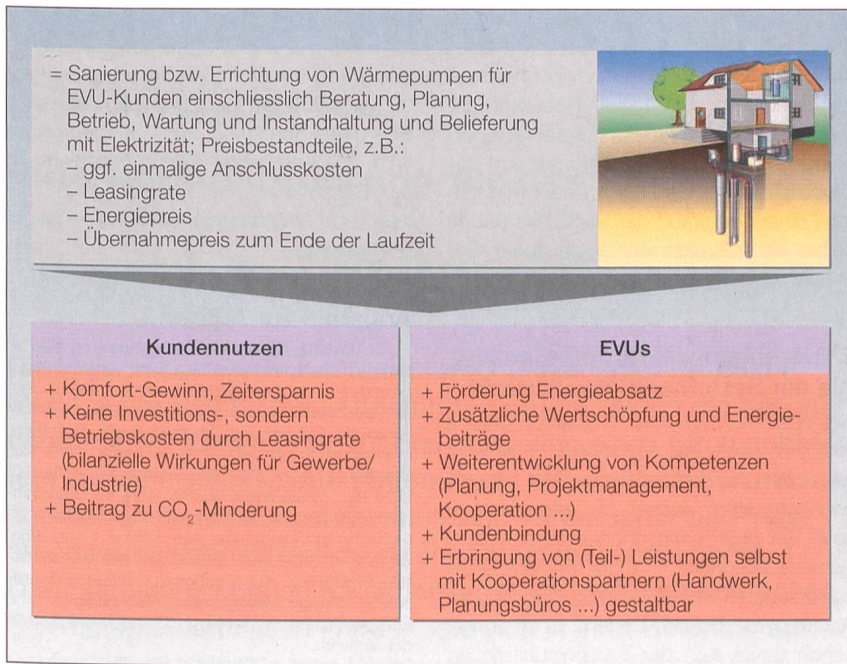 = Sanierung bzw. Errichtung von Wärmepumpen für
EVU-Kunden einschliesslich Beratung, Planung,
Betrieb, Wartung und Instandhaltung und Belieferung
mit Elektrizität; Preisbestandteile, z.B.:
– ggf. einmalige Anschlusskosten
– Leasingrate
– Energiepreis
– Übernahmepreis zum Ende der Laufzeit
Kundennutzen
+ Komfort-Gewinn, Zeitersparnis
+ Keine Investitions-, sondern
Betriebskosten durch Leasingrate
(bilanzielle Wirkungen für Gewerbe/
Industrie)
+ Beitrag zu CO₂-Minderung
EVUs
+ Förderung Energieabsatz
+ Zusätzliche Wertschöpfung und Energie-
beiträge
+ Weiterentwicklung von Kompetenzen
(Planung, Projektmanagement,
Kooperation ...)
+ Kundenbindung
+ Erbringung von (Teil-) Leistungen selbst
mit Kooperationspartnern (Handwerk,
Planungsbüros ...) gestaltbar